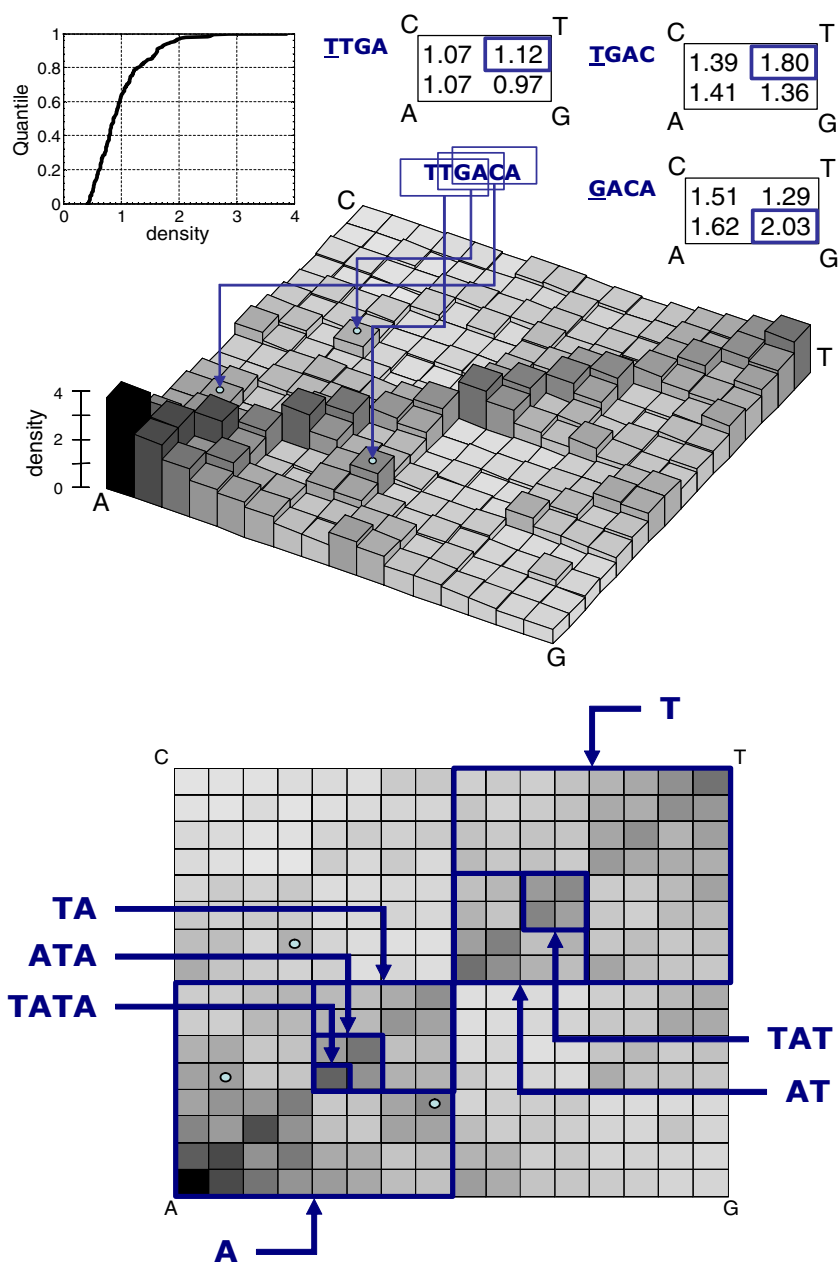 1
0.8
0.6
0.4
0.2
0
Quantile
0 1 2 3 4
density
TTGA
C T
1.07 1.12
1.07 0.97
A G
TGAC
C T
1.39 1.80
1.41 1.36
A G
GACA
C T
1.51 1.29
1.62 2.03
A G
TTGACA
C
T
4
2
0
density
A
G
T
C T
TA
ATA
TATA
TAT
AT
A G
A